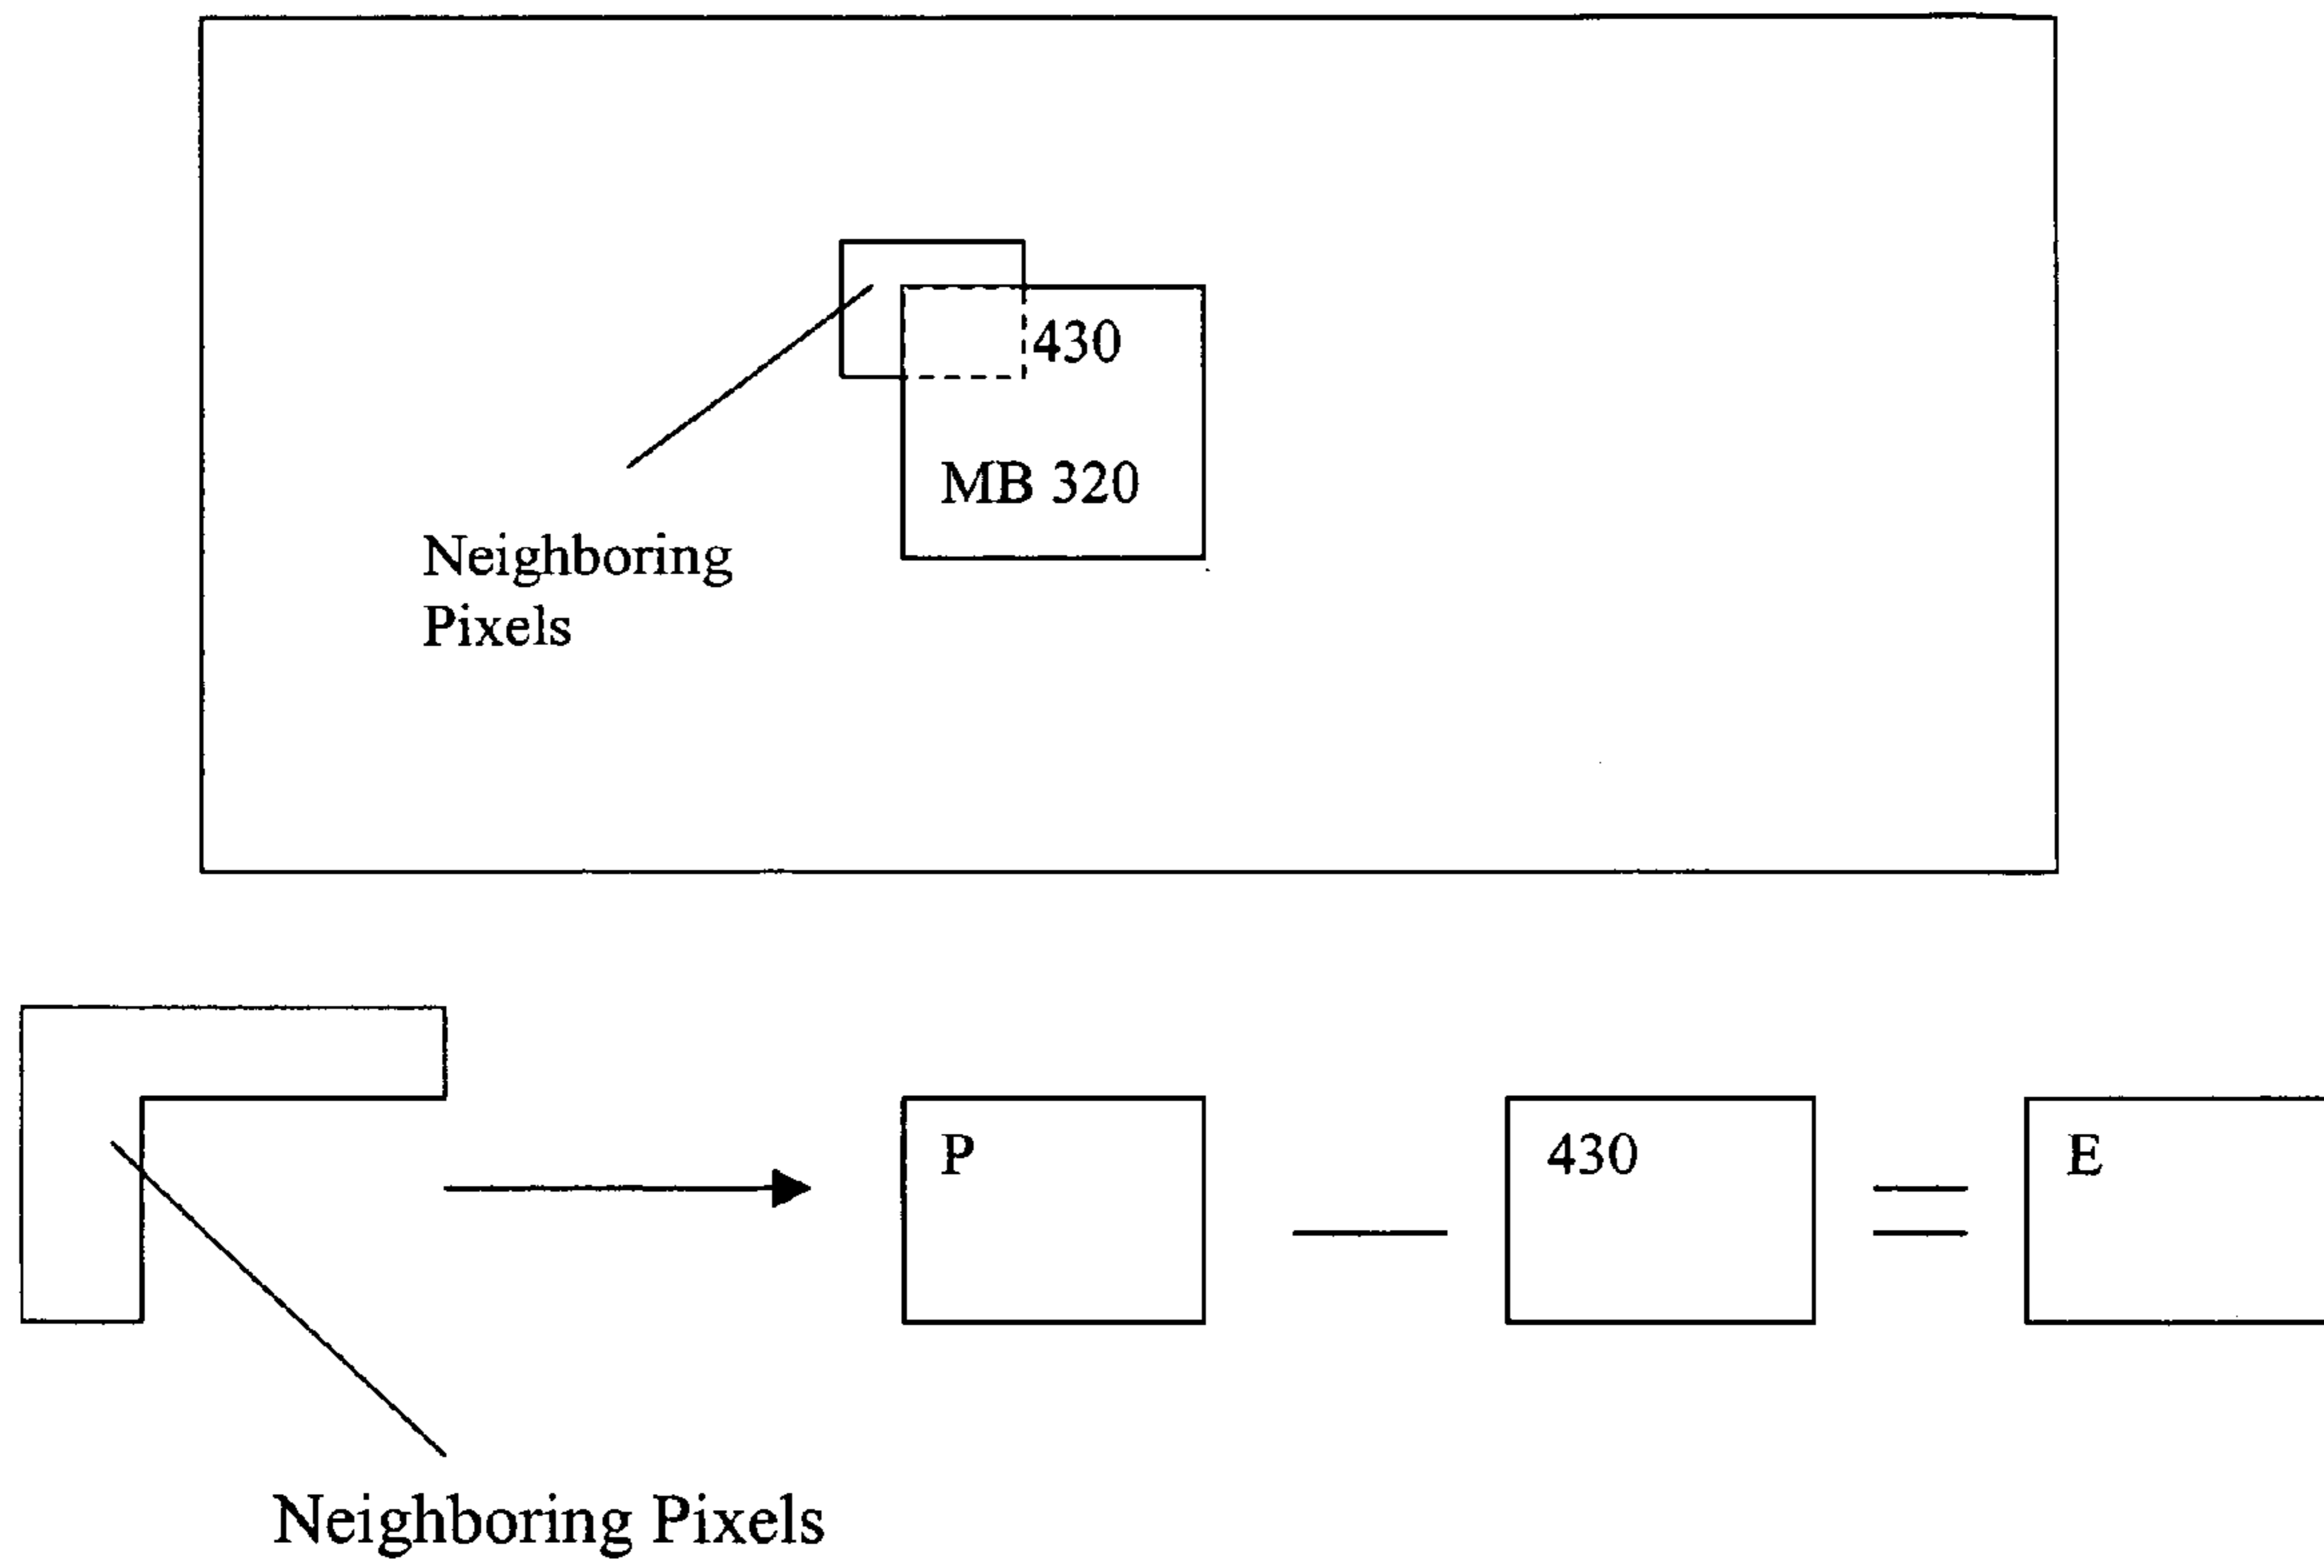 430
MB 320
Neighboring
Pixels
P
430
E
Neighboring Pixels